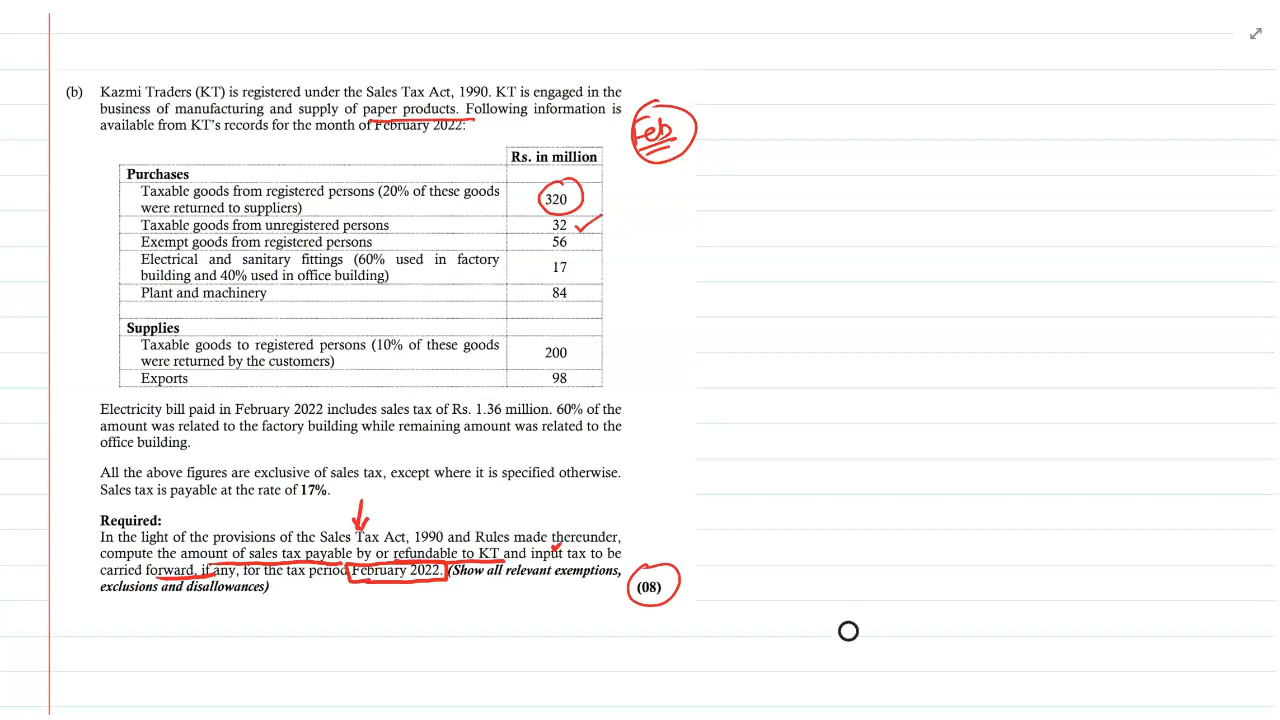 (b) Kazmi Traders (KT) is registered under the Sales Tax Act, 1990. KT is engaged in the
business of manufacturing and supply of paper products. Following information is
available from KT's records for the month of February 2022:
Feb
Rs. in million
Purchases
Taxable goods from registered persons (20% of these goods
were returned to suppliers) 320
Taxable goods from unregistered persons 32
Exempt goods from registered persons 56
Electrical and sanitary fittings (60% used in factory
building and 40% used in office building) 17
Plant and machinery 84
Supplies
Taxable goods to registered persons (10% of these goods
were returned by the customers) 200
Exports 98
Electricity bill paid in February 2022 includes sales tax of Rs. 1.36 million. 60% of the
amount was related to the factory building while remaining amount was related to the
office building.
All the above figures are exclusive of sales tax, except where it is specified otherwise.
Sales tax is payable at the rate of 17%.
Required:
In the light of the provisions of the Sales Tax Act, 1990 and Rules made thereunder,
compute the amount of sales tax payable by or refundable to KT and input tax to be
carried forward, if any, for the tax period February 2022. (Show all relevant exemptions,
exclusions and disallowances) (08)